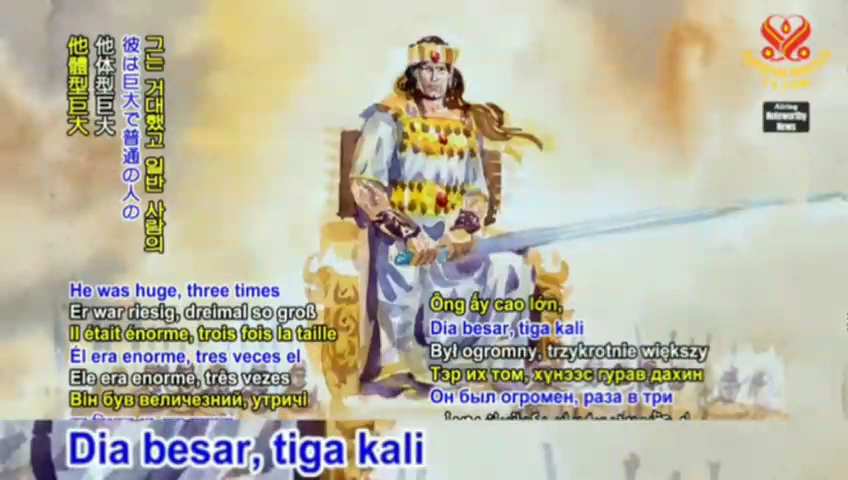 그는 거대했고 일반 사람의
彼は巨大で普通の人の
他体型巨大
他體型巨大
Airing
Noteworthy
News
He was huge, three times
Er war riesig, dreimal so groß
Il était énorme, trois fois la taille
Él era enorme, tres veces el
Ele era enorme, três vezes
Він був величезний, утричі
Ông ấy cao lớn,
Dia besar, tiga kali
Był ogromny, trzykrotnie większy
Тэр их том, хүнээс гурав дахин
Он был огромен, раза в три
Dia besar, tiga kali